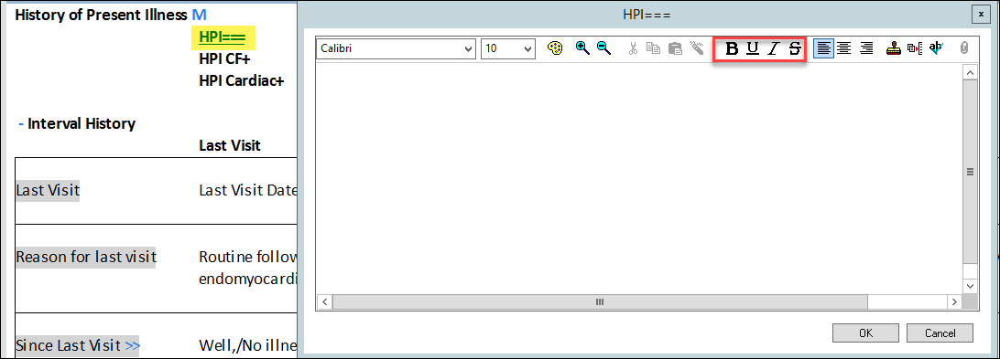 History of Present Illness M
HPI===
HPI CF+
HPI Cardiac+
- Interval History
Last Visit
Last Visit Last Visit Date
Reason for last visit Routine follow
endomyocardi
Since Last Visit >> Well,/No illne
HPI===
x
Calibri 10 B U I S ab
OK Cancel